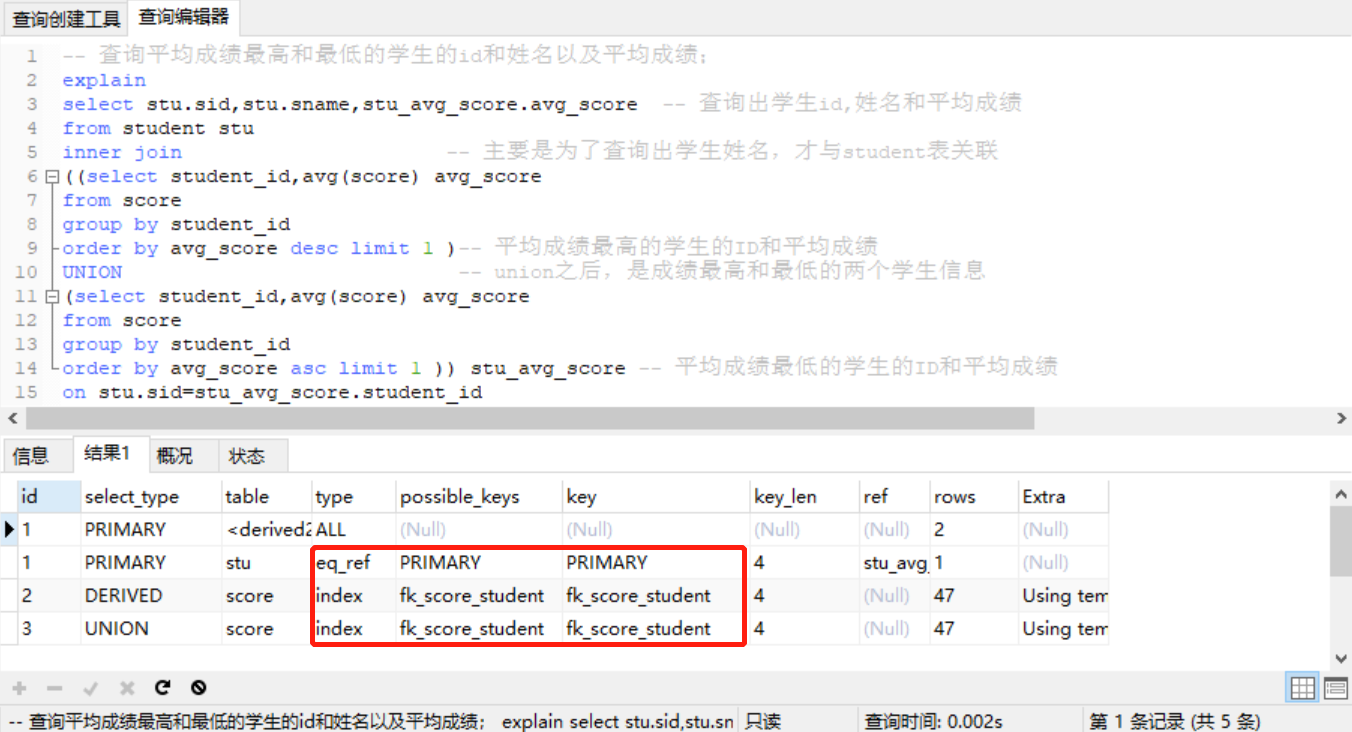 查询创建工具 查询编辑器
1 -- 查询平均成绩最高和最低的学生的id和姓名以及平均成绩;
2 explain
3 select stu.sid,stu.sname,stu_avg_score.avg_score -- 查询出学生id,姓名和平均成绩
4 from student stu
5 inner join -- 主要是为了查询出学生姓名，才与student表关联
6 ((select student_id,avg(score) avg_score
7 from score
8 group by student_id
9 order by avg_score desc limit 1 )-- 平均成绩最高的学生的ID和平均成绩
10 UNION -- union之后，是成绩最高和最低的两个学生信息
11 (select student_id,avg(score) avg_score
12 from score
13 group by student_id
14 order by avg_score asc limit 1 )) stu_avg_score -- 平均成绩最低的学生的ID和平均成绩
15 on stu.sid=stu_avg_score.student_id
信息 结果1 概况 状态
id select_type table type possible_keys key key_len ref rows Extra
1 PRIMARY <derived2 ALL (Null) (Null) (Null) (Null) 2 (Null)
1 PRIMARY stu eq_ref PRIMARY PRIMARY 4 stu_avg_ 1 (Null)
2 DERIVED score index fk_score_student fk_score_student 4 (Null) 47 Using tem
3 UNION score index fk_score_student fk_score_student 4 (Null) 47 Using tem
-- 查询平均成绩最高和最低的学生的id和姓名以及平均成绩; explain select stu.sid,stu.sn 只读 查询时间: 0.002s 第 1 条记录 (共 5 条)